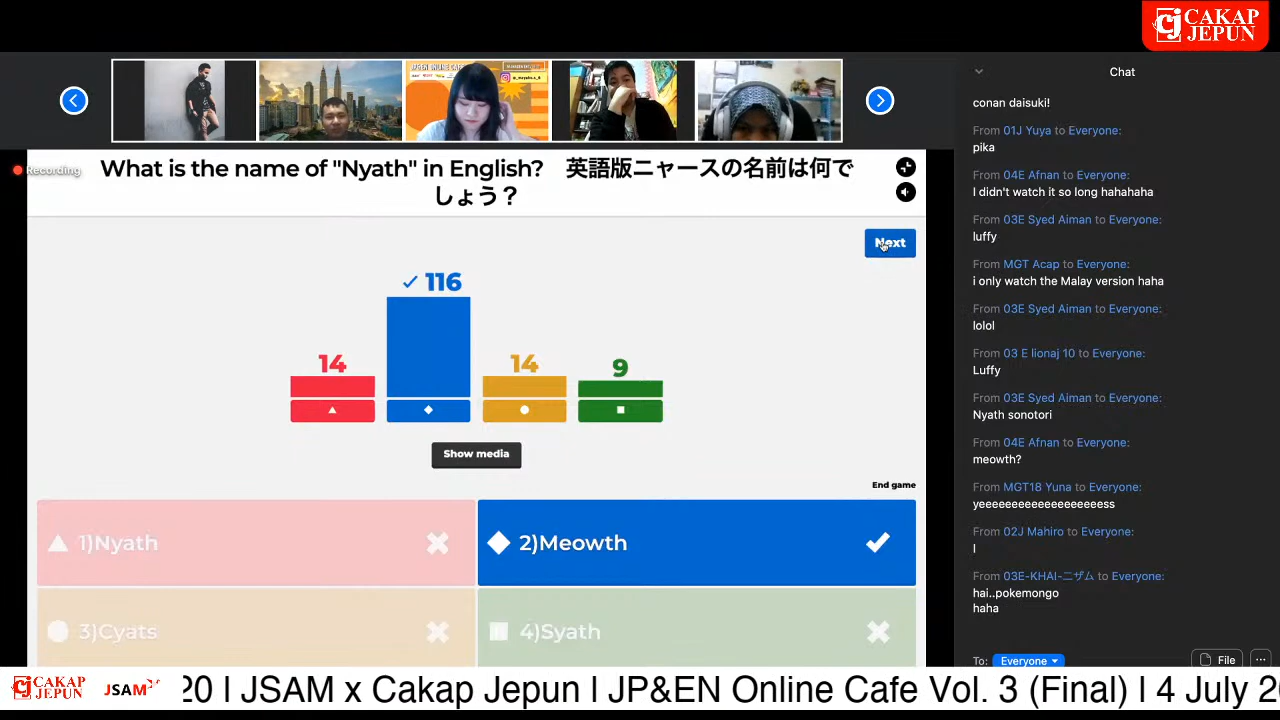 CAKAP
JEPUN
JP&EN ONLINE CAFE
Chat
conan daisuki!
From 01J Yuya to Everyone:
pika
From 04E Afnan to Everyone:
I didn't watch it so long hahahaha
From 03E Syed Aiman to Everyone:
luffy
From MGT Acap to Everyone:
i only watch the Malay version haha
From 03E Syed Aiman to Everyone:
lolol
From 03 E lionaj 10 to Everyone:
Luffy
From 03E Syed Aiman to Everyone:
Nyath sonotori
From 04E Afnan to Everyone:
meowth?
From MGT18 Yuna to Everyone:
yeeeeeeeeeeeeeeeeeeess
From 02J Mahiro to Everyone:
I
From 03E-KHAI-ニザム to Everyone:
hai..pokemongo
haha
To: Everyone
File
Recording
What is the name of "Nyath" in English? 英語版ニャースの名前は何で
しょう？
Next
116
14
14
9
Show media
End game
1)Nyath
2)Meowth
3)Cyats
4)Syath
CAKAP
JEPUN
JSAM
20 I JSAM x Cakap Jepun I JP&EN Online Cafe Vol. 3 (Final) I 4 July 20